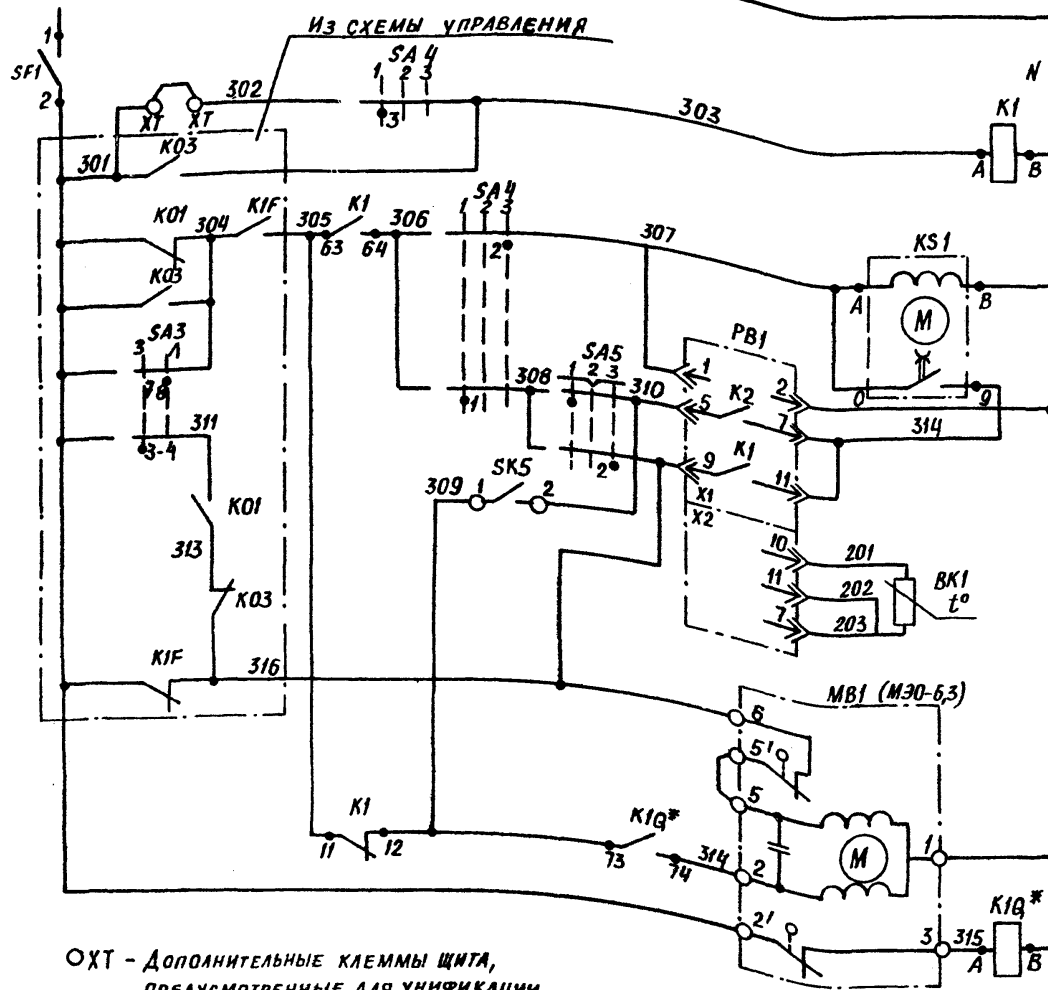 Из схемы управления
1
SF1
2
SA4
1 2 3
302
XT XT
3
303
N
K1
A B
301
K03
K01
304
K1F
305
K1
63 64
306
SA4
1 2 3
2
307
KS1
A B
M
K03
SA3
3 1
7 8
311
3-4
1
308
SA5
1 2 3
310
2
PB1
1
5
K2
2
7
0 9
314
9
K1
11
X1
X2
309
1
SK5
2
K01
313
K03
10
201
11
202
7
203
BK1
t°
K1F
316
MB1 (МЭО-6,3)
6
5'
5
K1
11 12
K1Q*
73 74
314
2
M
1
2'
3
315
K1Q*
A B
XT - Дополнительные клеммы щита,
предусмотренные для унификации